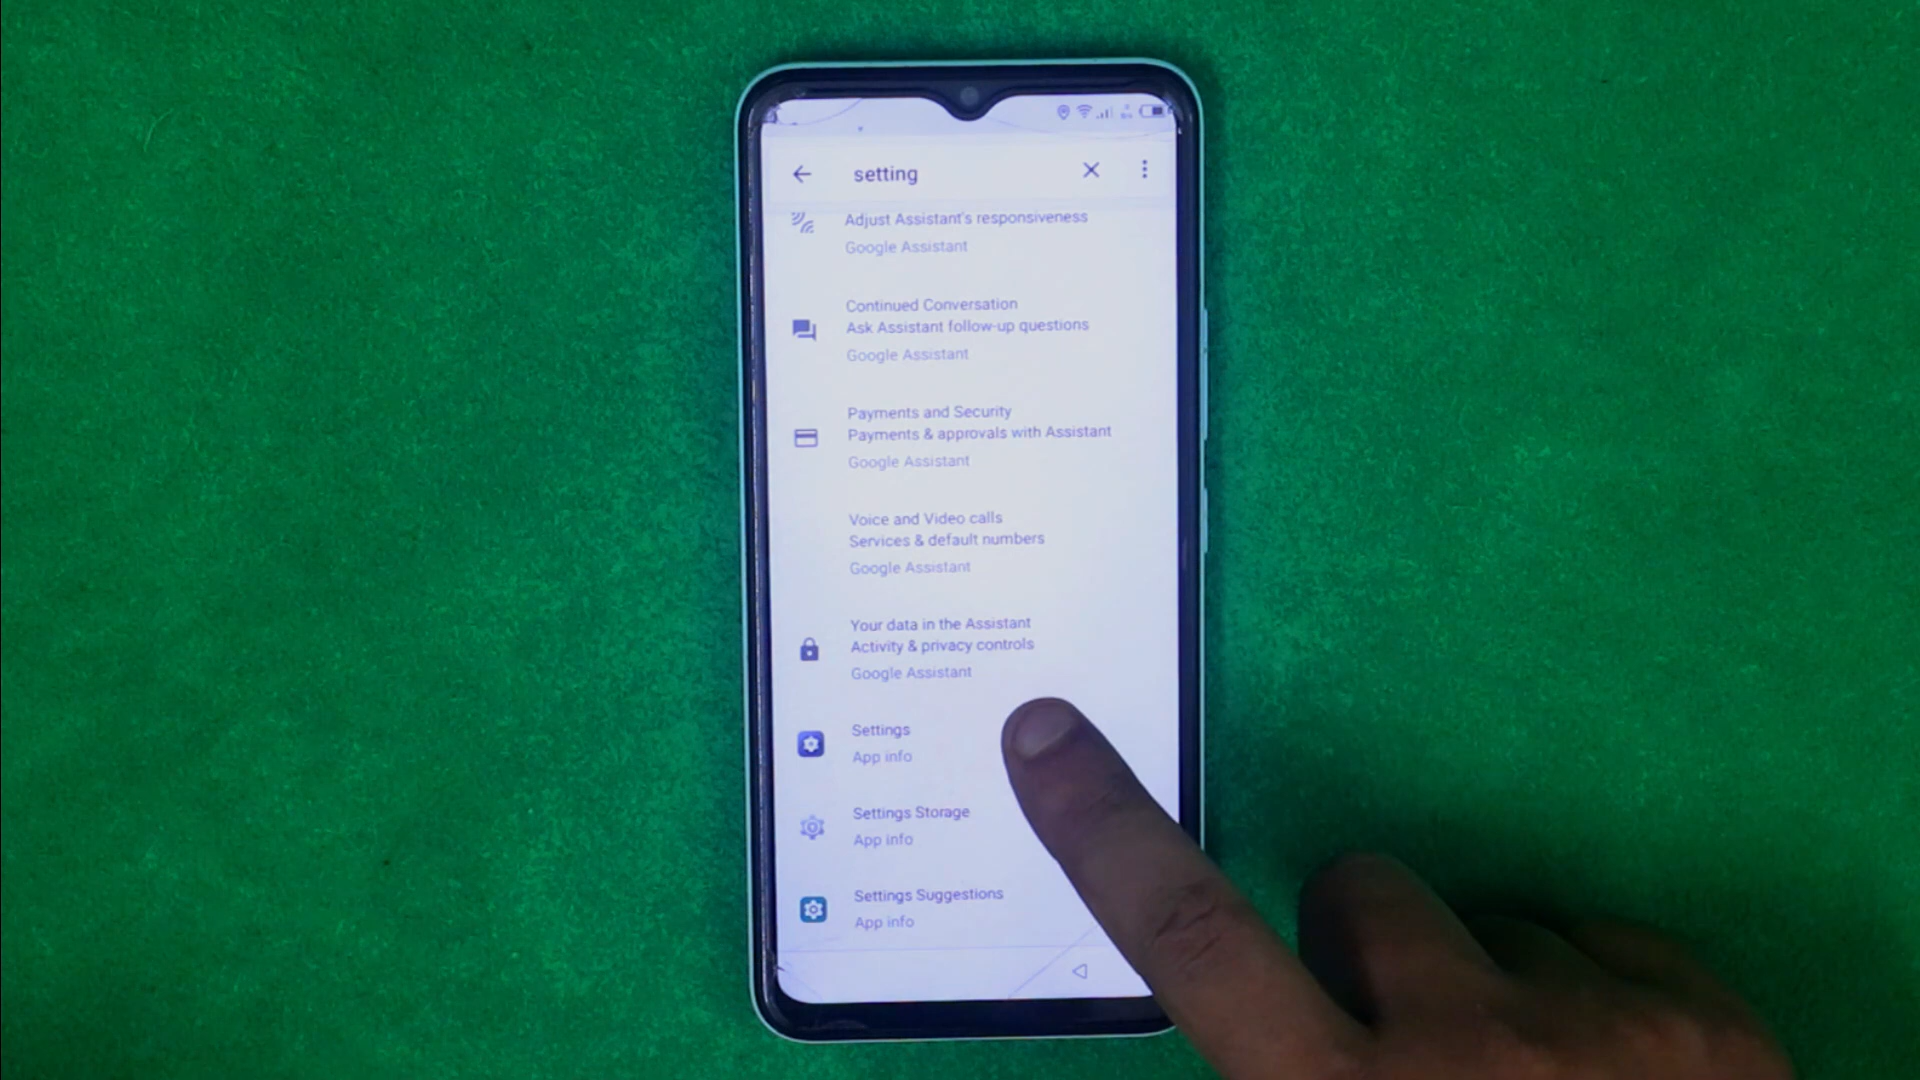 setting
Adjust Assistant's responsiveness
Google Assistant
Continued Conversation
Ask Assistant follow-up questions
Google Assistant
Payments and Security
Payments & approvals with Assistant
Google Assistant
Voice and Video calls
Services & default numbers
Google Assistant
Your data in the Assistant
Activity & privacy controls
Google Assistant
Settings
App info
Settings Storage
App info
Settings Suggestions
App info